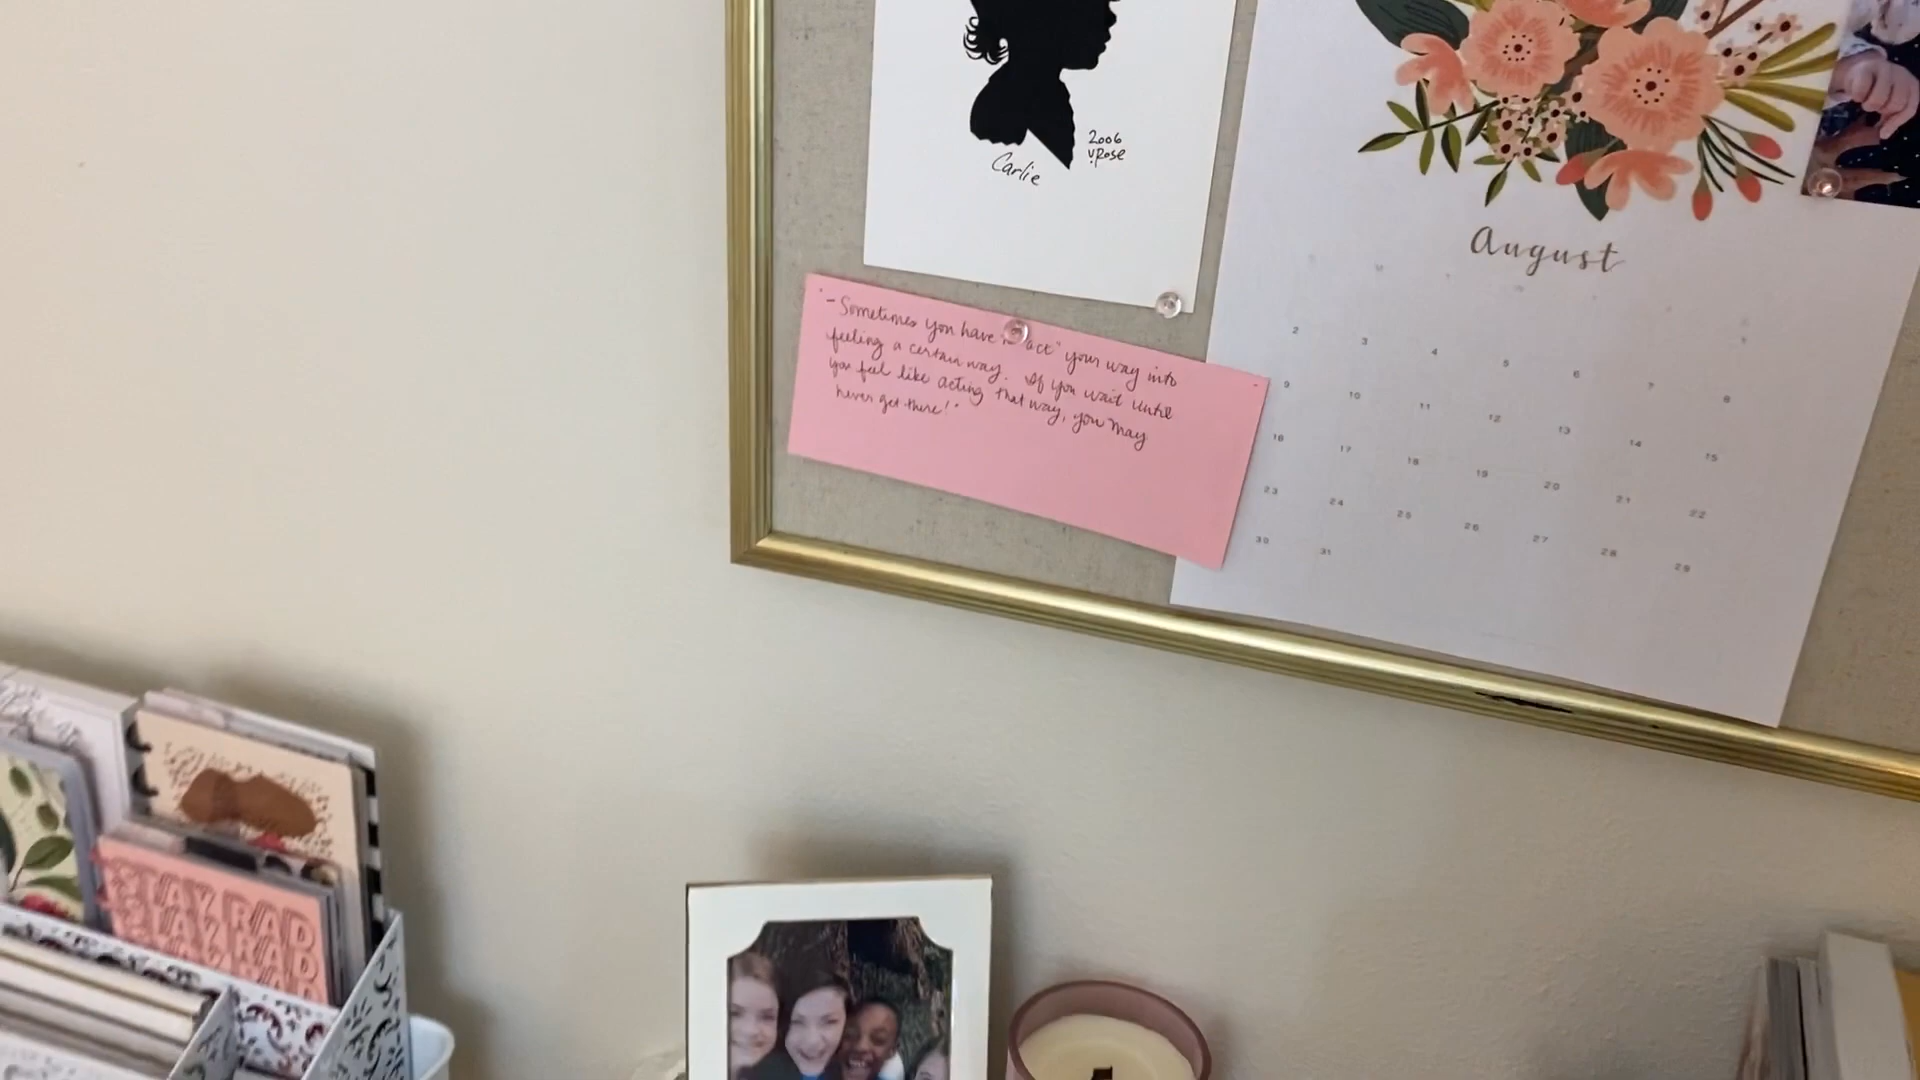 2006
Carlie
August
"- Sometimes you have "act" your way into
feeling a certain way. If you wait until
you feel like acting that way, you may
never get there!"
2 3 4 5 6 7 8
9 10 11 12 13 14 15
16 17 18 19 20 21 22
23 24 25 26 27 28 29
30 31
STAY RAD
STAY RAD